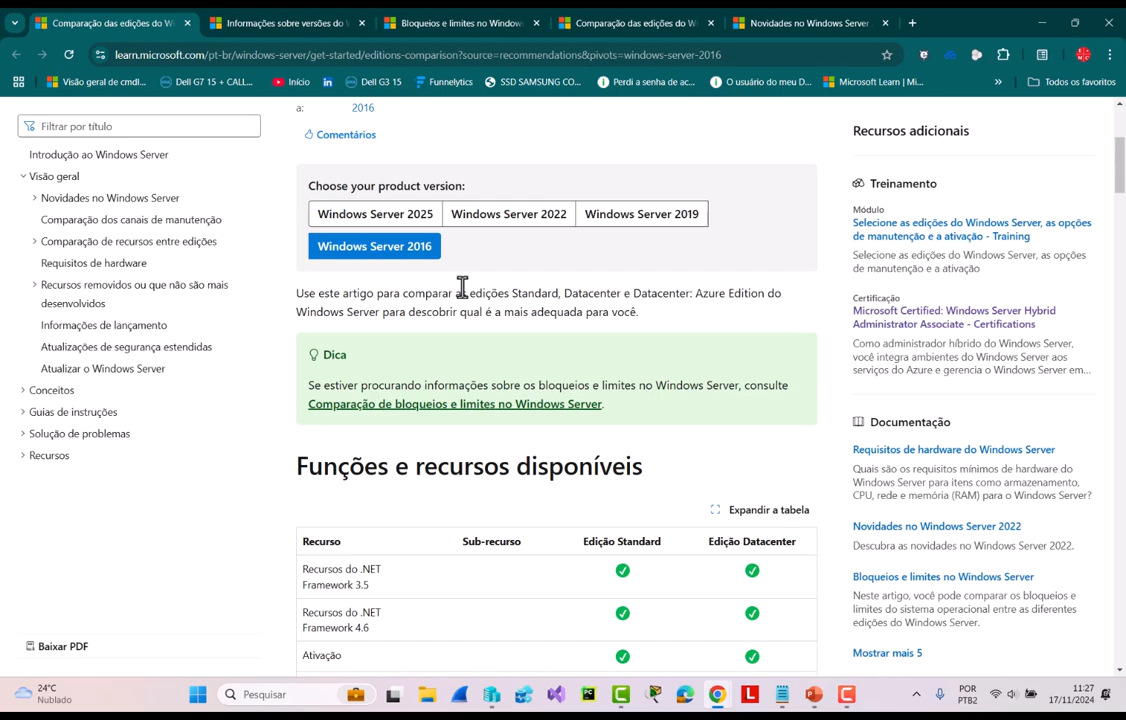 Comparação das edições do Wi
Informações sobre versões do
Bloqueios e limites no Window
Comparação das edições do Wi
Novidades no Windows Server
learn.microsoft.com/pt-br/windows-server/get-started/editions-comparison?source=recommendations&pivots=windows-server-2016
Visão geral de cmdl...
Dell G7 15 + CALL...
Início
Dell G3 15
Funnelytics
SSD SAMSUNG CO...
Perdi a senha de ac...
O usuário do meu D...
Microsoft Learn | Mi...
Todos os favoritos
Filtrar por título
Introdução ao Windows Server
Visão geral
Novidades no Windows Server
Comparação dos canais de manutenção
Comparação de recursos entre edições
Requisitos de hardware
Recursos removidos ou que não são mais
desenvolvidos
Informações de lançamento
Atualizações de segurança estendidas
Atualizar o Windows Server
Conceitos
Guias de instruções
Solução de problemas
Recursos
Baixar PDF
a: 2016
Comentários
Choose your product version:
Windows Server 2025 Windows Server 2022 Windows Server 2019
Windows Server 2016
Use este artigo para comparar as edições Standard, Datacenter e Datacenter: Azure Edition do
Windows Server para descobrir qual é a mais adequada para você.
Dica
Se estiver procurando informações sobre os bloqueios e limites no Windows Server, consulte
Comparação de bloqueios e limites no Windows Server.
Funções e recursos disponíveis
Expandir a tabela
Recurso Sub-recurso Edição Standard Edição Datacenter
Recursos do .NET
Framework 3.5
Recursos do .NET
Framework 4.6
Ativação
Recursos adicionais
Treinamento
Módulo
Selecione as edições do Windows Server, as opções
de manutenção e a ativação - Training
Selecione as edições do Windows Server, as opções
de manutenção e a ativação
Certificação
Microsoft Certified: Windows Server Hybrid
Administrator Associate - Certifications
Como administrador híbrido do Windows Server,
você integra ambientes do Windows Server aos
serviços do Azure e gerencia o Windows Server em...
Documentação
Requisitos de hardware do Windows Server
Quais são os requisitos mínimos de hardware do
Windows Server para itens como armazenamento,
CPU, rede e memória (RAM) para o Windows Server?
Novidades no Windows Server 2022
Descubra as novidades no Windows Server 2022.
Bloqueios e limites no Windows Server
Neste artigo, você pode comparar os bloqueios e
limites do sistema operacional entre as diferentes
edições do Windows Server.
Mostrar mais 5
24°C
Nublado
Pesquisar
POR
PTB2
11:27
17/11/2024